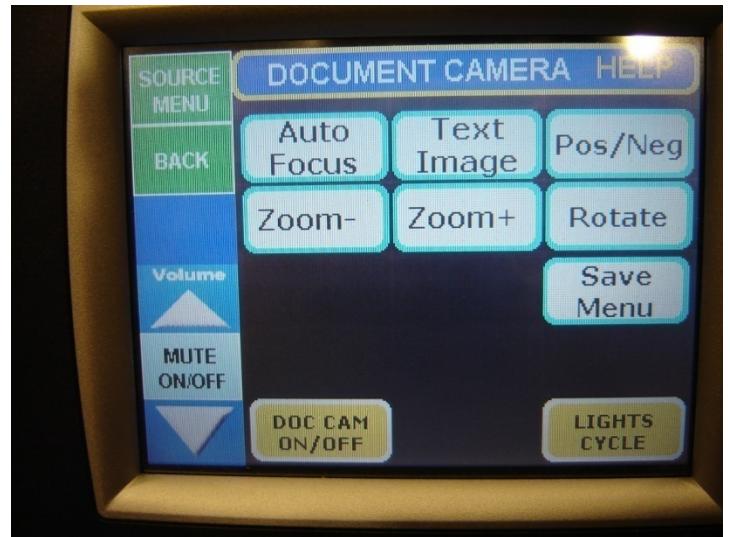 SOURCE
MENU
DOCUMENT CAMERA HELP
BACK
Auto
Focus
Text
Image
Pos/Neg
Zoom-
Zoom+
Rotate
Volume
Save
Menu
MUTE
ON/OFF
DOC CAM
ON/OFF
LIGHTS
CYCLE